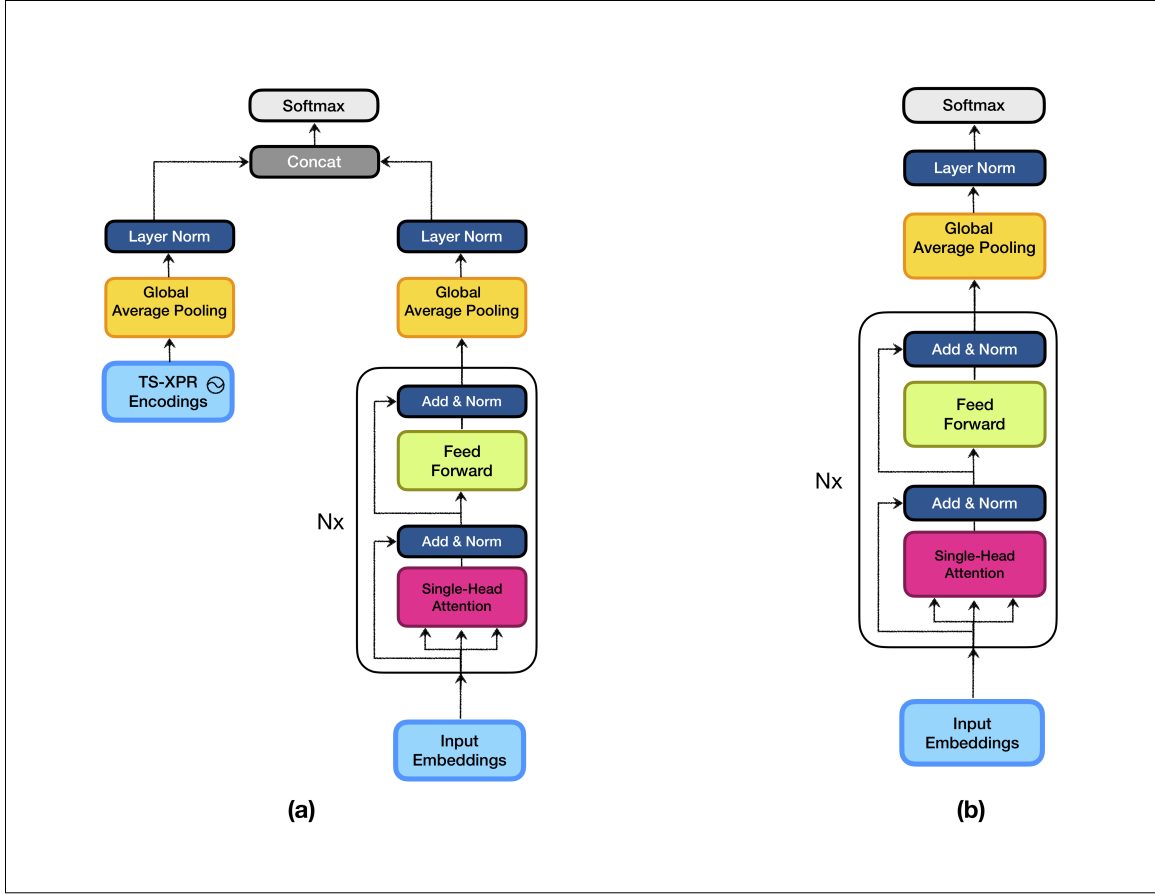 Softmax
Concat
Layer Norm
Layer Norm
Global
Average Pooling
Global
Average Pooling
TS-XPR
Encodings
Add & Norm
Feed
Forward
Nx
Add & Norm
Single-Head
Attention
Input
Embeddings
(a)
Softmax
Layer Norm
Global
Average Pooling
Add & Norm
Feed
Forward
Nx
Add & Norm
Single-Head
Attention
Input
Embeddings
(b)